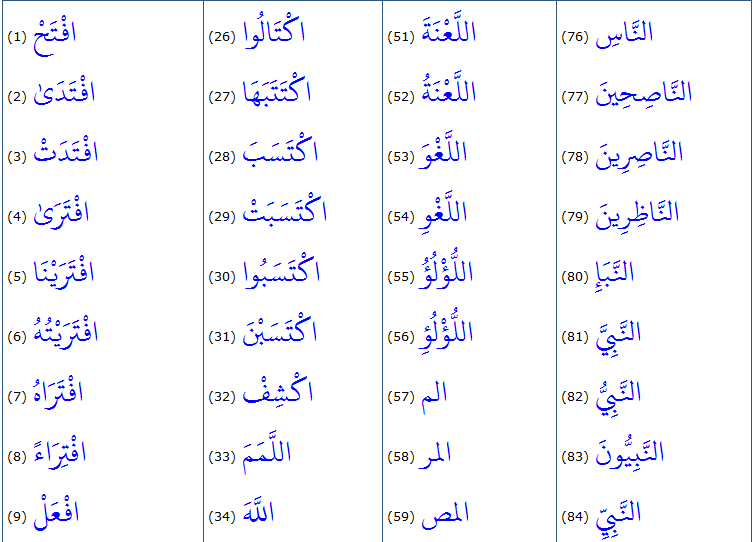 (1) افْتَحْ (26) اكْتَالُوا (51) اللَّعْنَةَ (76) النَّاسِ
(2) افْتَدَىٰ (27) اكْتَتَبَهَا (52) اللَّعْنَةُ (77) النَّاصِحِينَ
(3) افْتَدَتْ (28) اكْتَسَبَ (53) اللَّغْوَ (78) النَّاصِرِينَ
(4) افْتَرَىٰ (29) اكْتَسَبَتْ (54) اللَّغْوِ (79) النَّاظِرِينَ
(5) افْتَرَيْنَا (30) اكْتَسَبُوا (55) اللُّؤْلُؤُ (80) النَّبَإِ
(6) افْتَرَيْتُهُ (31) اكْتَسَبْنَ (56) اللُّؤْلُؤِ (81) النَّبِيَّ
(7) افْتَرَاهُ (32) اكْشِفْ (57) الم (82) النَّبِيُّ
(8) افْتِرَاءً (33) اللَّمَمَ (58) المر (83) النَّبِيُّونَ
(9) افْعَلْ (34) اللَّهَ (59) المص (84) النَّبِيِّ